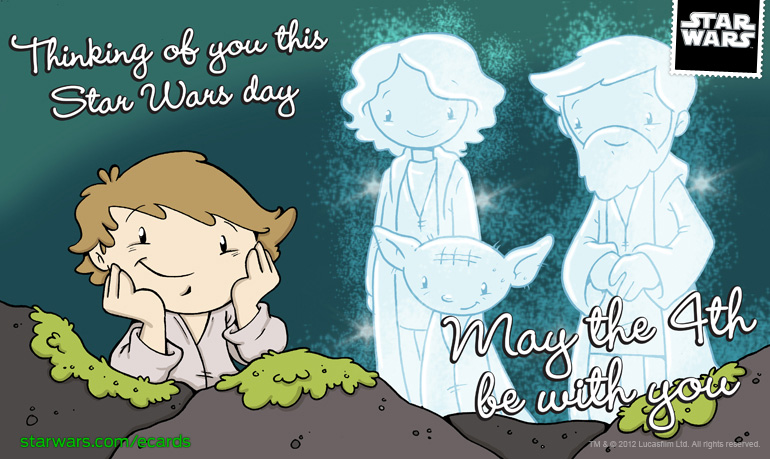 Thinking of you this
Star Wars day
STAR
WARS
May the 4th
be with you
starwars.com/ecards
TM & © 2012 Lucasfilm Ltd. All rights reserved.